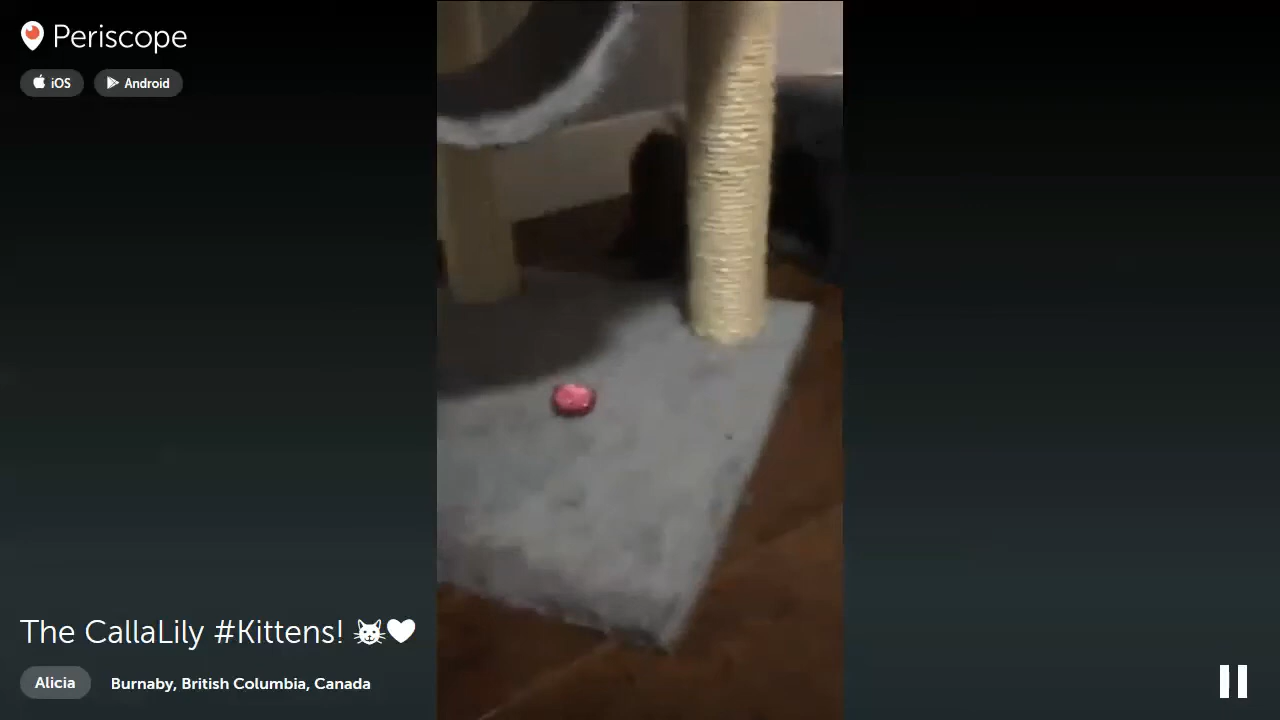 Periscope
iOS
Android
The CallaLily #Kittens! 🐱🤍
Alicia
Burnaby, British Columbia, Canada